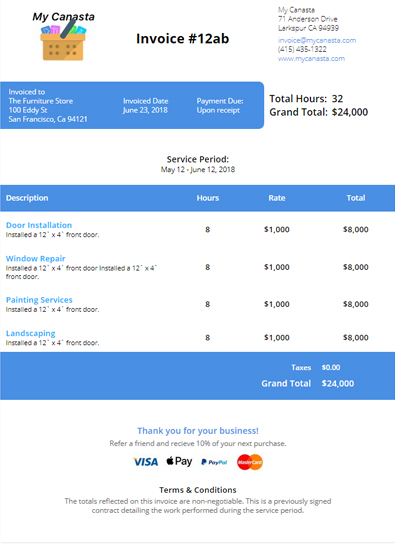 My Canasta
Invoice #12ab
My Canasta
71 Anderson Drive
Larkspur CA 94939
invoice@mycanasta.com
(415) 435-1322
www.mycanasta.com
Invoiced to
The Furniture Store
100 Eddy St
San Francisco, Ca 94121
Invoiced Date
June 23, 2018
Payment Due:
Upon receipt
Total Hours: 32
Grand Total: $24,000
Service Period:
May 12 - June 12, 2018
Description Hours Rate Total
Door Installation
Installed a 12` x 4` front door.
8 $1,000 $8,000
Window Repair
Installed a 12` x 4` front door Installed a 12` x 4`
front door.
8 $1,000 $8,000
Painting Services
Installed a 12` x 4` front door.
8 $1,000 $8,000
Landscaping
Installed a 12` x 4` front door.
8 $1,000 $8,000
Taxes $0.00
Grand Total $24,000
Thank you for your business!
Refer a friend and recieve 10% of your next purchase.
VISA Pay PayPal MasterCard
Terms & Conditions
The totals reflected on this invoice are non-negotiable. This is a previously signed
contract detailing the work performed during the service period.